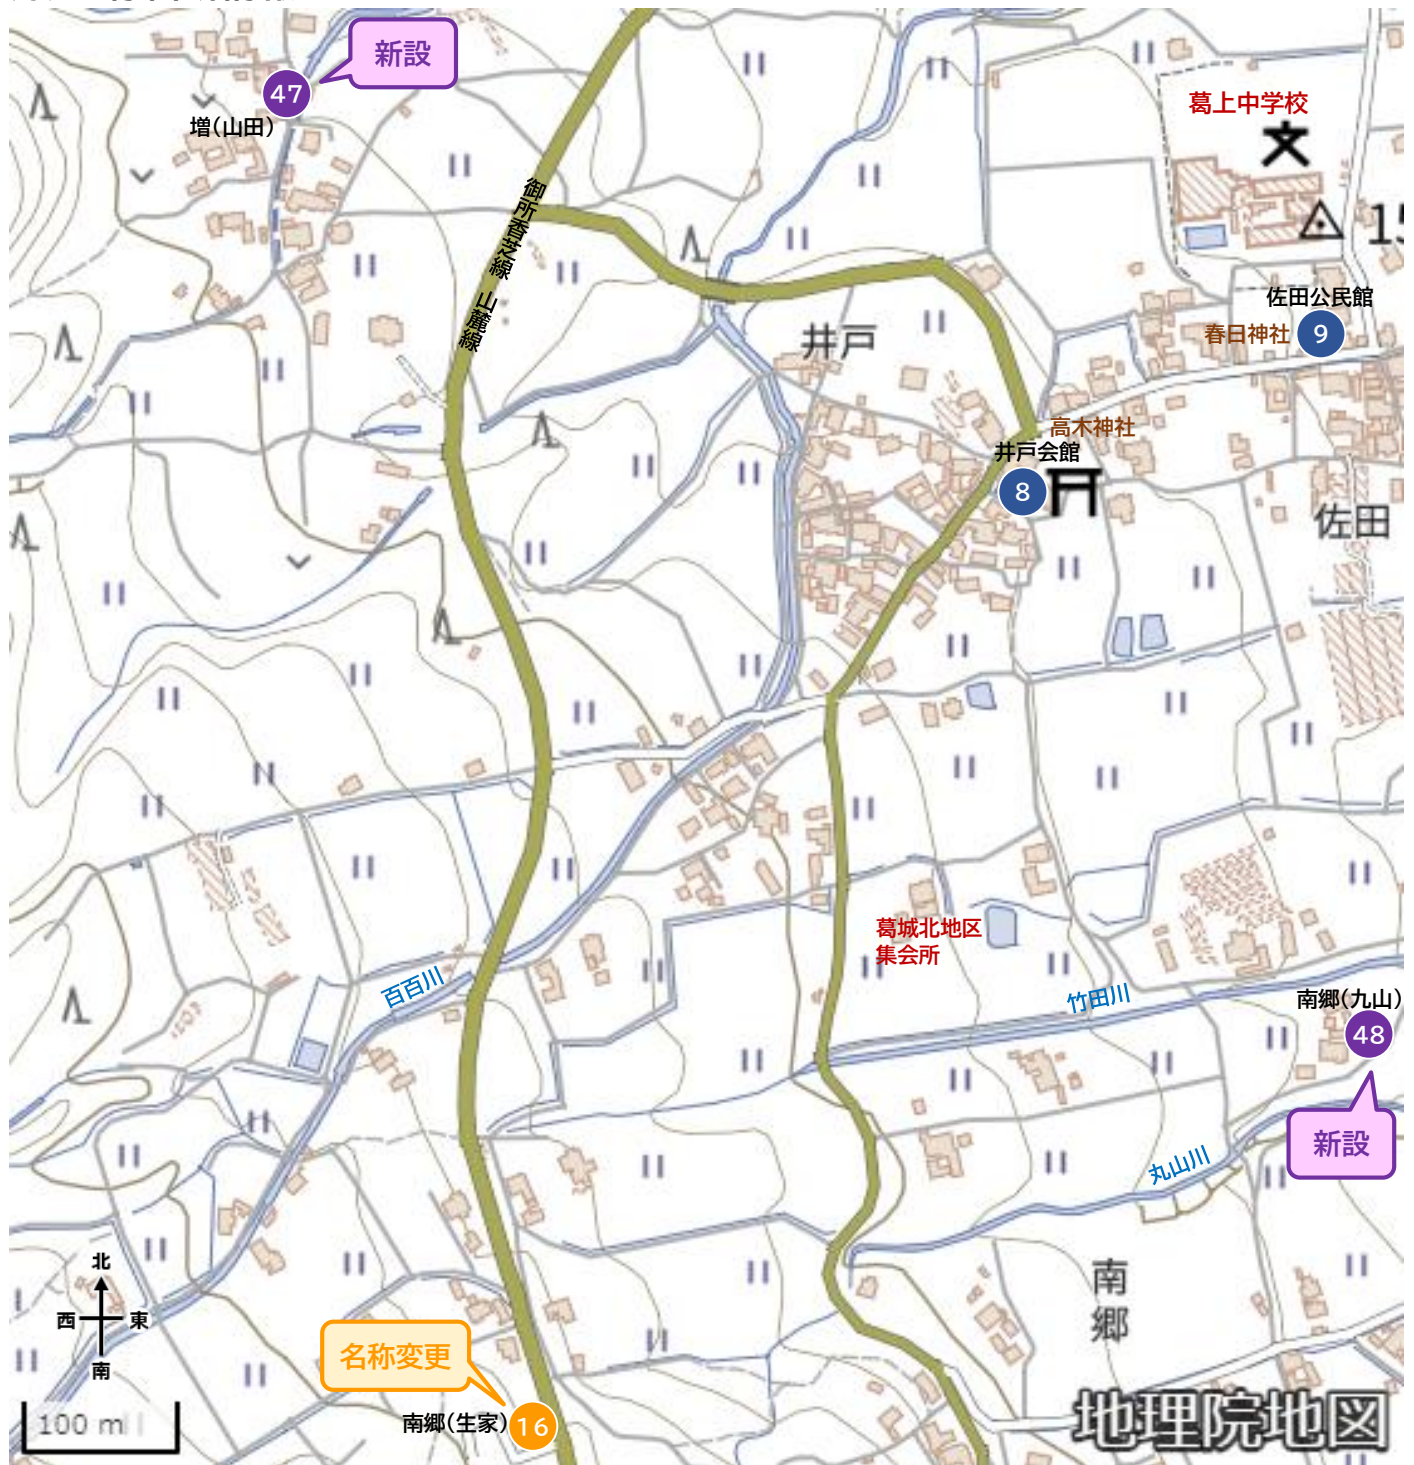 新設
47
増(山田)
葛上中学校
御所香芝線 山麓線
井戸
佐田公民館
春日神社
9
高木神社
井戸会館
8
佐田
葛城北地区
集会所
百百川
竹田川
南郷(九山)
48
新設
丸山川
南
郷
北
西 東
南
名称変更
南郷(生家)
16
100 m
地理院地図